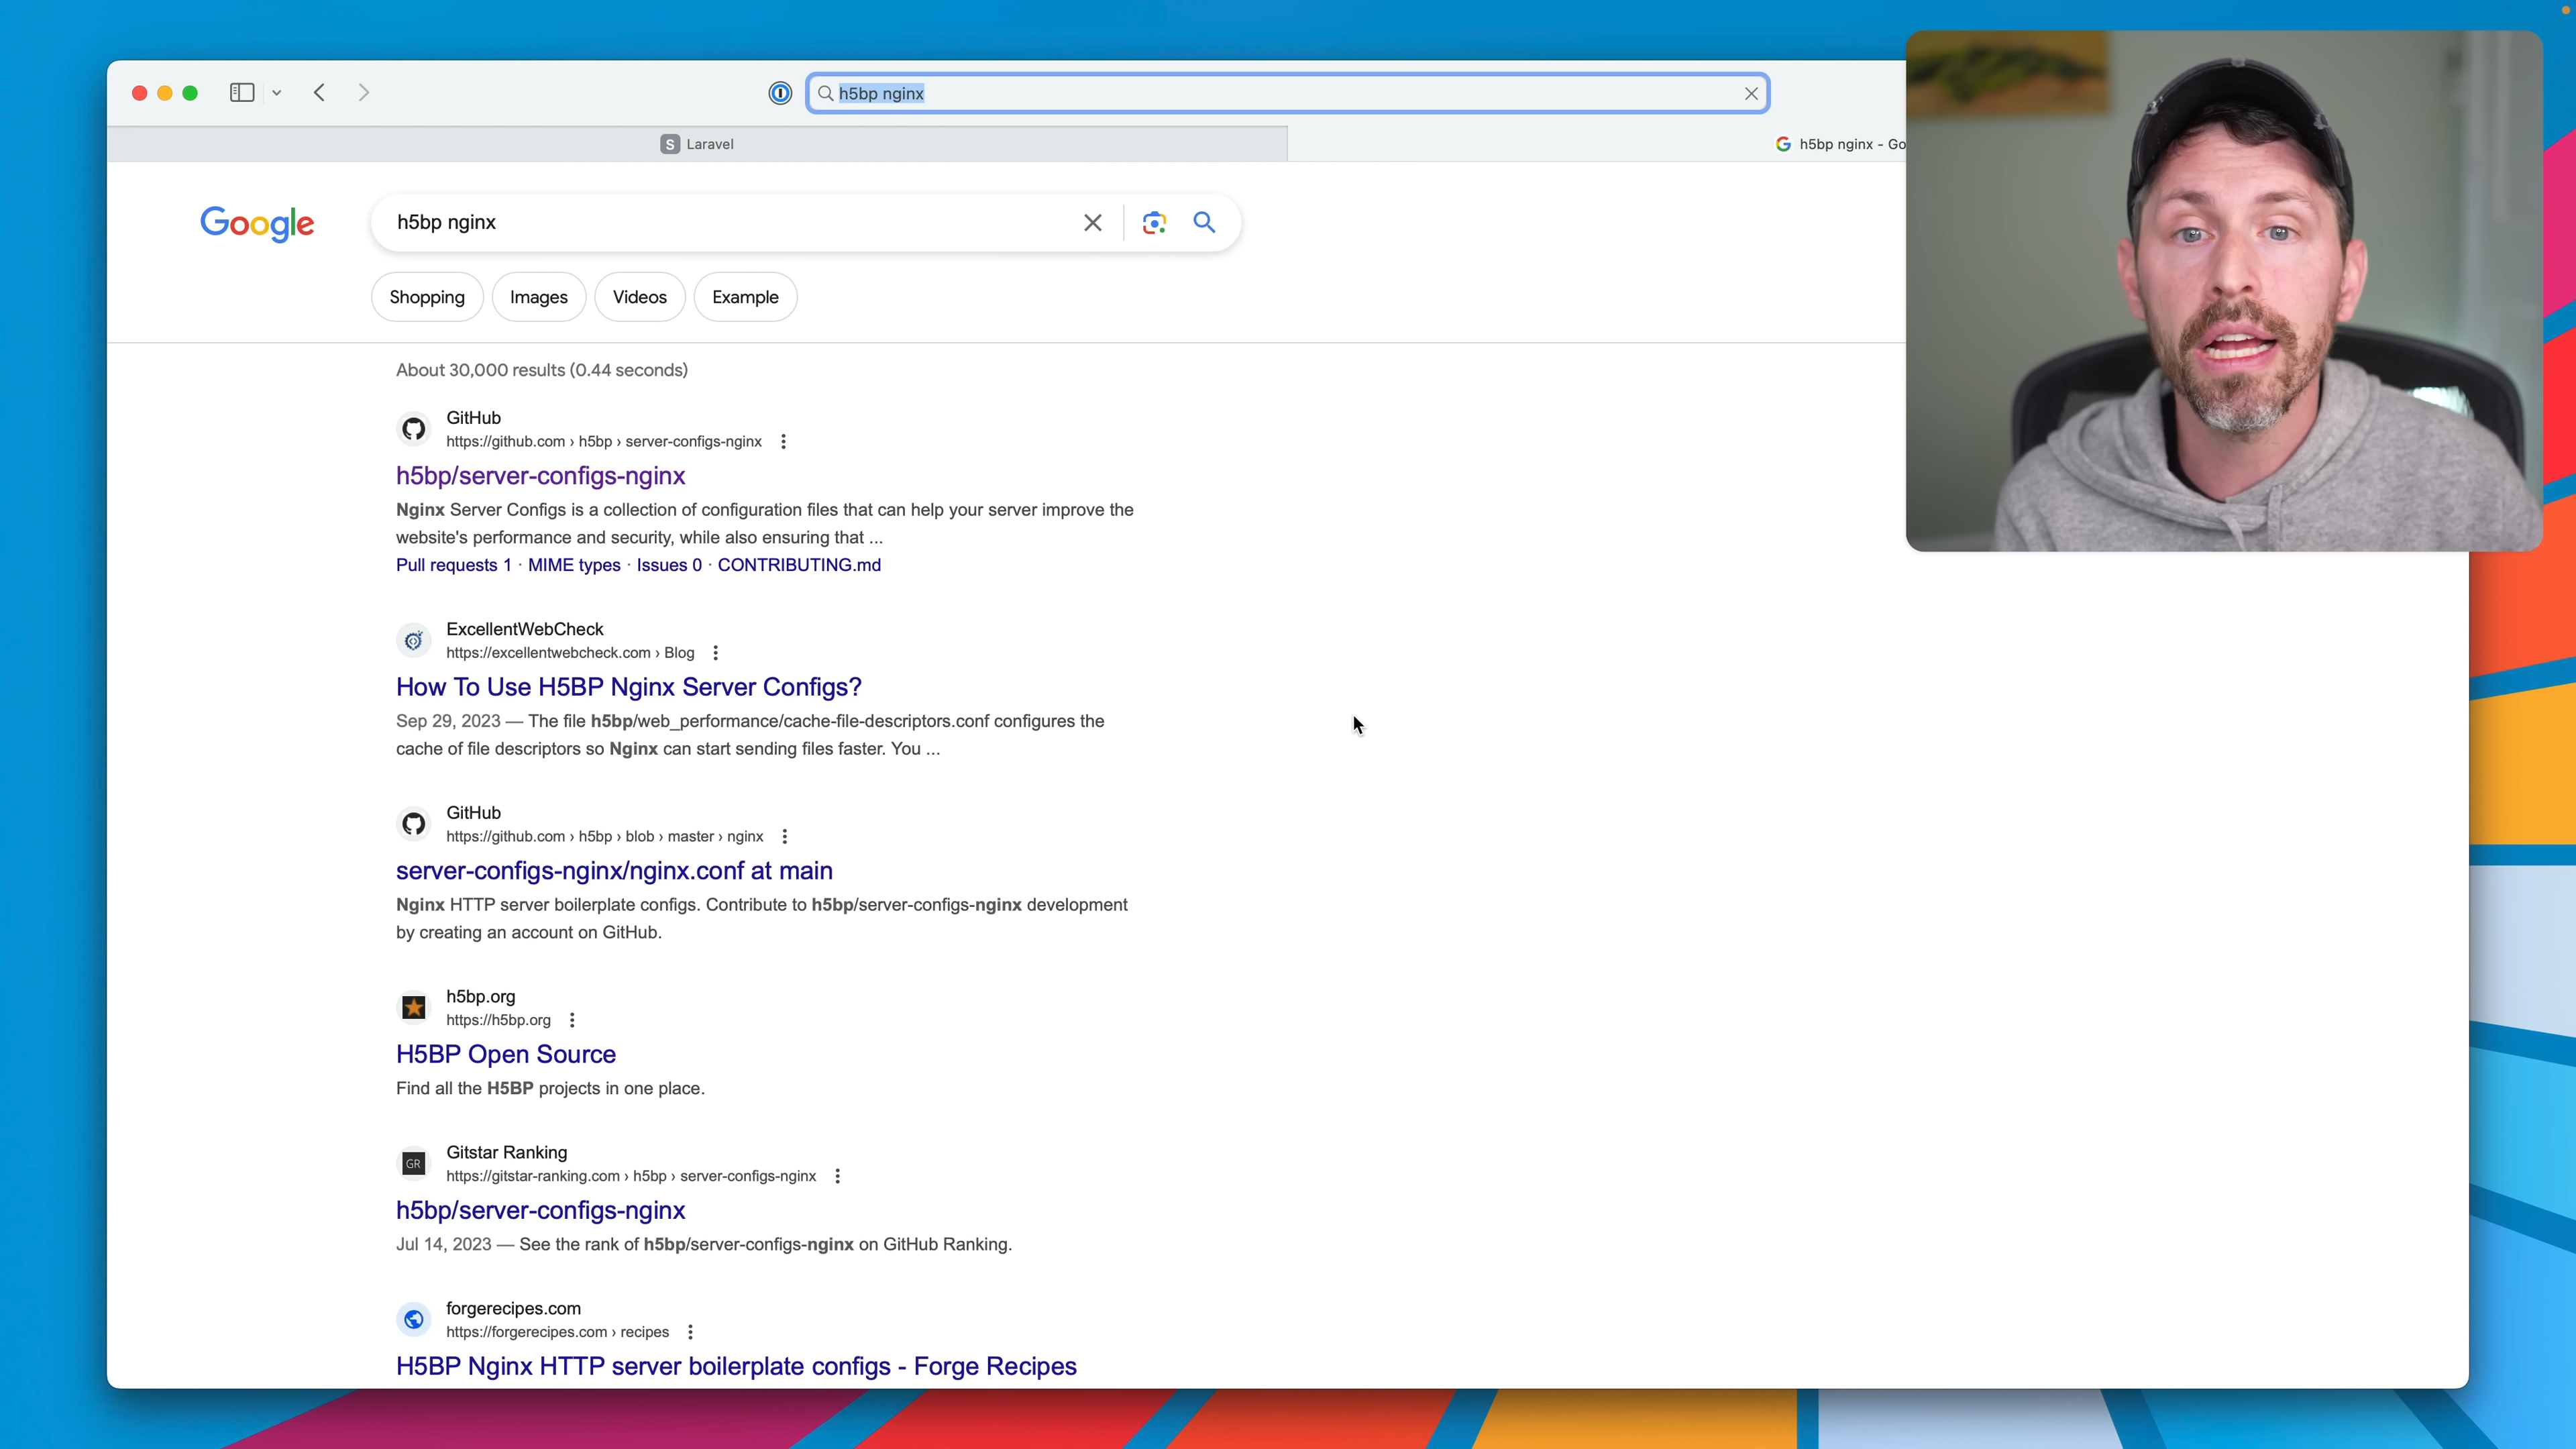 h5bp nginx
S Laravel
h5bp nginx - Go
Google
h5bp nginx
Shopping
Images
Videos
Example
About 30,000 results (0.44 seconds)
GitHub
https://github.com › h5bp › server-configs-nginx
h5bp/server-configs-nginx
Nginx Server Configs is a collection of configuration files that can help your server improve the
website's performance and security, while also ensuring that ...
Pull requests 1 · MIME types · Issues 0 · CONTRIBUTING.md
ExcellentWebCheck
https://excellentwebcheck.com › Blog
How To Use H5BP Nginx Server Configs?
Sep 29, 2023 — The file h5bp/web_performance/cache-file-descriptors.conf configures the
cache of file descriptors so Nginx can start sending files faster. You ...
GitHub
https://github.com › h5bp › blob › master › nginx
server-configs-nginx/nginx.conf at main
Nginx HTTP server boilerplate configs. Contribute to h5bp/server-configs-nginx development
by creating an account on GitHub.
h5bp.org
https://h5bp.org
H5BP Open Source
Find all the H5BP projects in one place.
GR
Gitstar Ranking
https://gitstar-ranking.com › h5bp › server-configs-nginx
h5bp/server-configs-nginx
Jul 14, 2023 — See the rank of h5bp/server-configs-nginx on GitHub Ranking.
forgerecipes.com
https://forgerecipes.com › recipes
H5BP Nginx HTTP server boilerplate configs - Forge Recipes